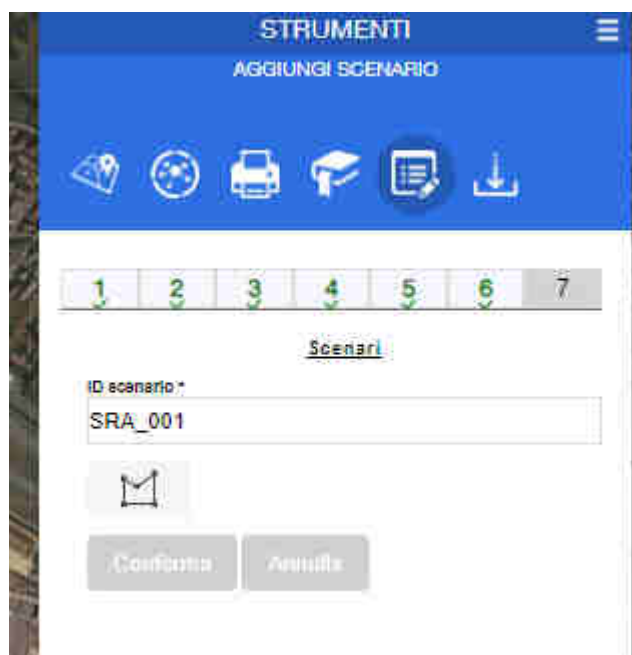 STRUMENTI
AGGIUNGI SCENARIO
1 2 3 4 5 6 7
Scenari
ID scenario *
SRA_001
Conferma Annulla